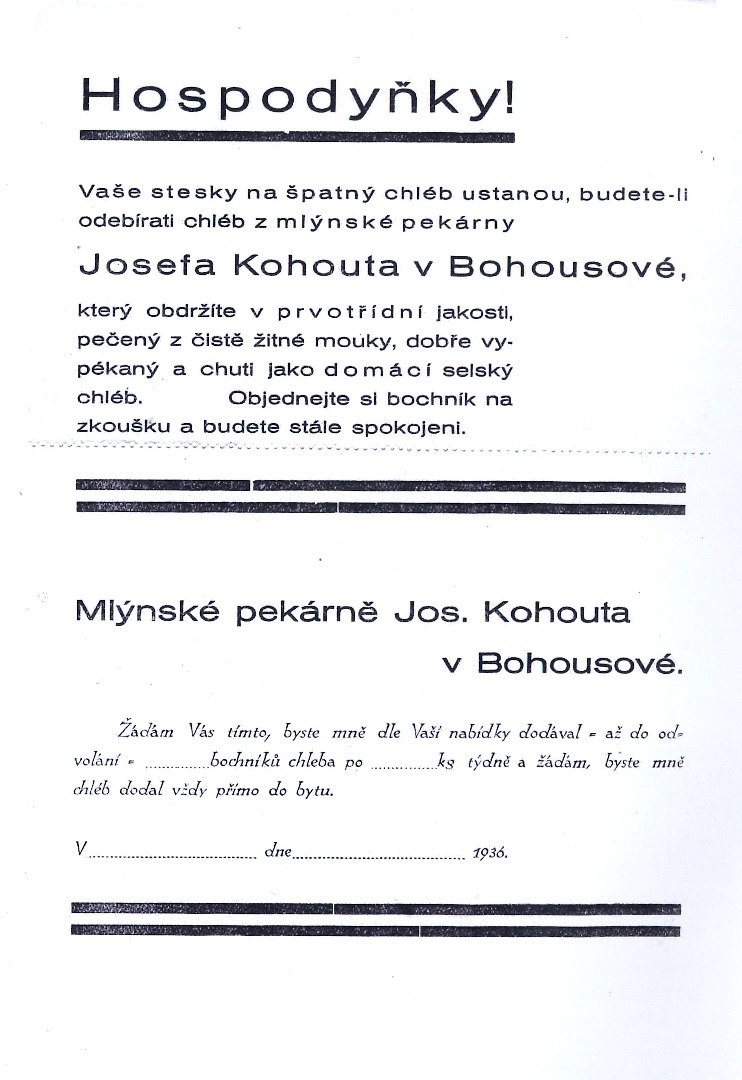 Hospodyňky!
Vaše stesky na špatný chléb ustanou, budete-li
odebírati chléb z mlýnské pekárny
Josefa Kohouta v Bohousové,
který obdržíte v prvotřídní jakosti,
pečený z čistě žitné mouky, dobře vy-
pékaný a chuti jako domácí selský
chléb. Objednejte si bochník na
zkoušku a budete stále spokojeni.
Mlýnské pekárně Jos. Kohouta
v Bohousové.
Žádám Vás tímto, byste mně dle Vaší nabídky dodával - až do od-
volání - ............bochníků chleba po ............kg týdně a žádám, byste mně
chléb dodal vždy přímo do bytu.
V................................ dne................................ 1936.